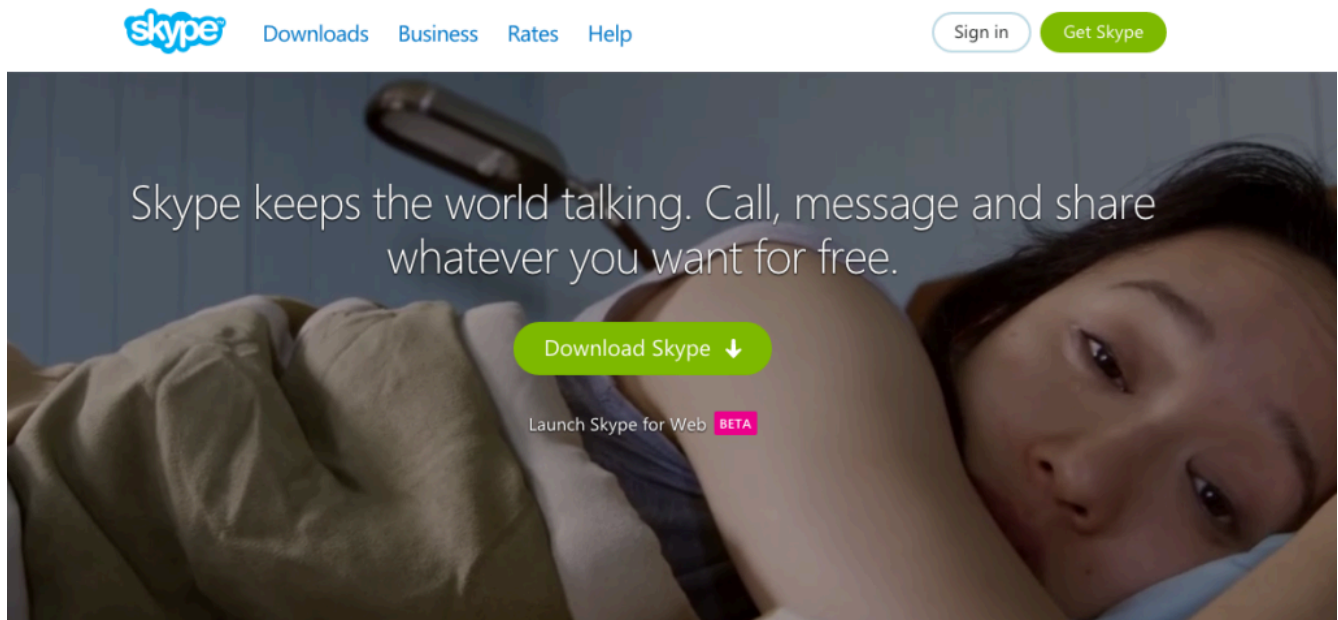 skype™
Downloads Business Rates Help
Sign in Get Skype
Skype keeps the world talking. Call, message and share
whatever you want for free.
Download Skype
Launch Skype for Web BETA